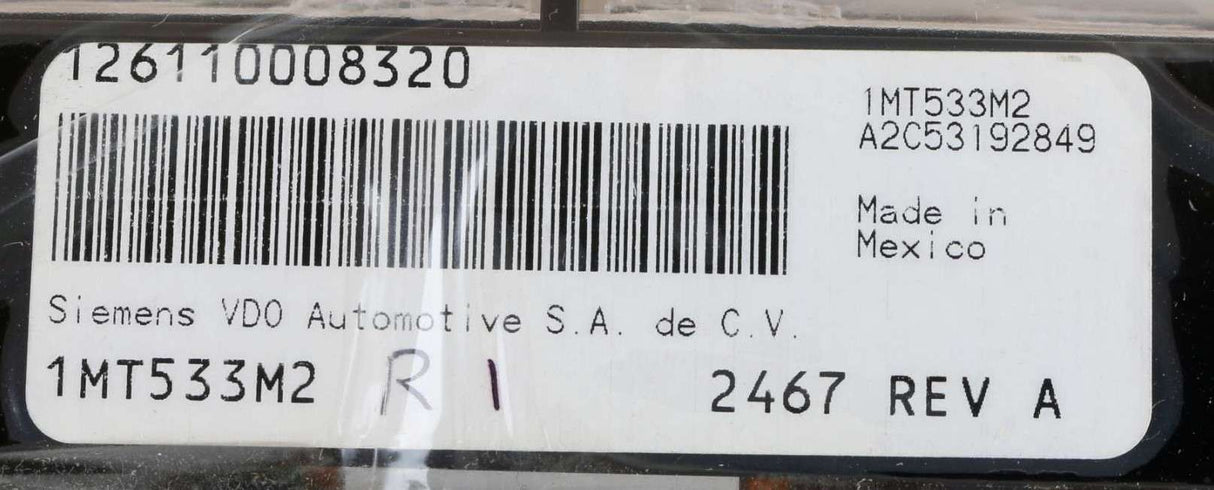 126110008320
1MT533M2
A2C53192849
Made in
Mexico
Siemens VDO Automotive S.A. de C.V.
1MT533M2 R 1 2467 REV A